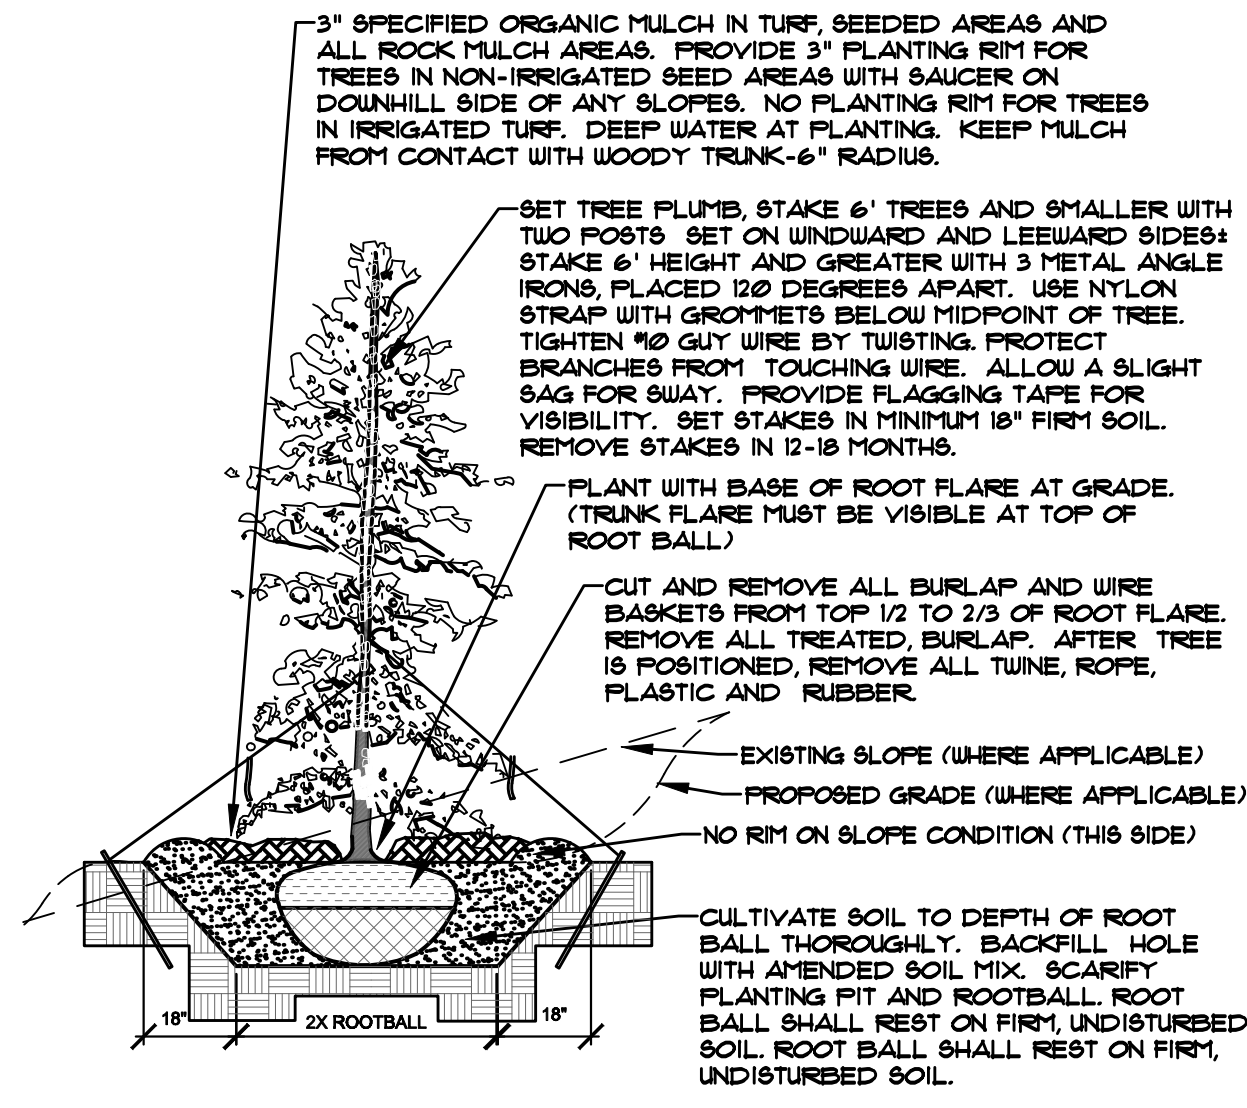 3" SPECIFIED ORGANIC MULCH IN TURF, SEEDED AREAS AND
ALL ROCK MULCH AREAS. PROVIDE 3" PLANTING RIM FOR
TREES IN NON-IRRIGATED SEED AREAS WITH SAUCER ON
DOWNHILL SIDE OF ANY SLOPES. NO PLANTING RIM FOR TREES
IN IRRIGATED TURF. DEEP WATER AT PLANTING. KEEP MULCH
FROM CONTACT WITH WOODY TRUNK-6" RADIUS.
SET TREE PLUMB, STAKE 6' TREES AND SMALLER WITH
TWO POSTS SET ON WINDWARD AND LEEWARD SIDES±
STAKE 6' HEIGHT AND GREATER WITH 3 METAL ANGLE
IRONS, PLACED 120 DEGREES APART. USE NYLON
STRAP WITH GROMMETS BELOW MIDPOINT OF TREE.
TIGHTEN #10 GUY WIRE BY TWISTING. PROTECT
BRANCHES FROM TOUCHING WIRE. ALLOW A SLIGHT
SAG FOR SWAY. PROVIDE FLAGGING TAPE FOR
VISIBILITY. SET STAKES IN MINIMUM 18" FIRM SOIL.
REMOVE STAKES IN 12-18 MONTHS.
PLANT WITH BASE OF ROOT FLARE AT GRADE.
(TRUNK FLARE MUST BE VISIBLE AT TOP OF
ROOT BALL)
CUT AND REMOVE ALL BURLAP AND WIRE
BASKETS FROM TOP 1/2 TO 2/3 OF ROOT FLARE.
REMOVE ALL TREATED, BURLAP. AFTER TREE
IS POSITIONED, REMOVE ALL TWINE, ROPE,
PLASTIC AND RUBBER.
EXISTING SLOPE (WHERE APPLICABLE)
PROPOSED GRADE (WHERE APPLICABLE)
NO RIM ON SLOPE CONDITION (THIS SIDE)
CULTIVATE SOIL TO DEPTH OF ROOT
BALL THOROUGHLY. BACKFILL HOLE
WITH AMENDED SOIL MIX. SCARIFY
PLANTING PIT AND ROOTBALL. ROOT
BALL SHALL REST ON FIRM, UNDISTURBED
SOIL. ROOT BALL SHALL REST ON FIRM,
UNDISTURBED SOIL.
18"
2X ROOTBALL
18"